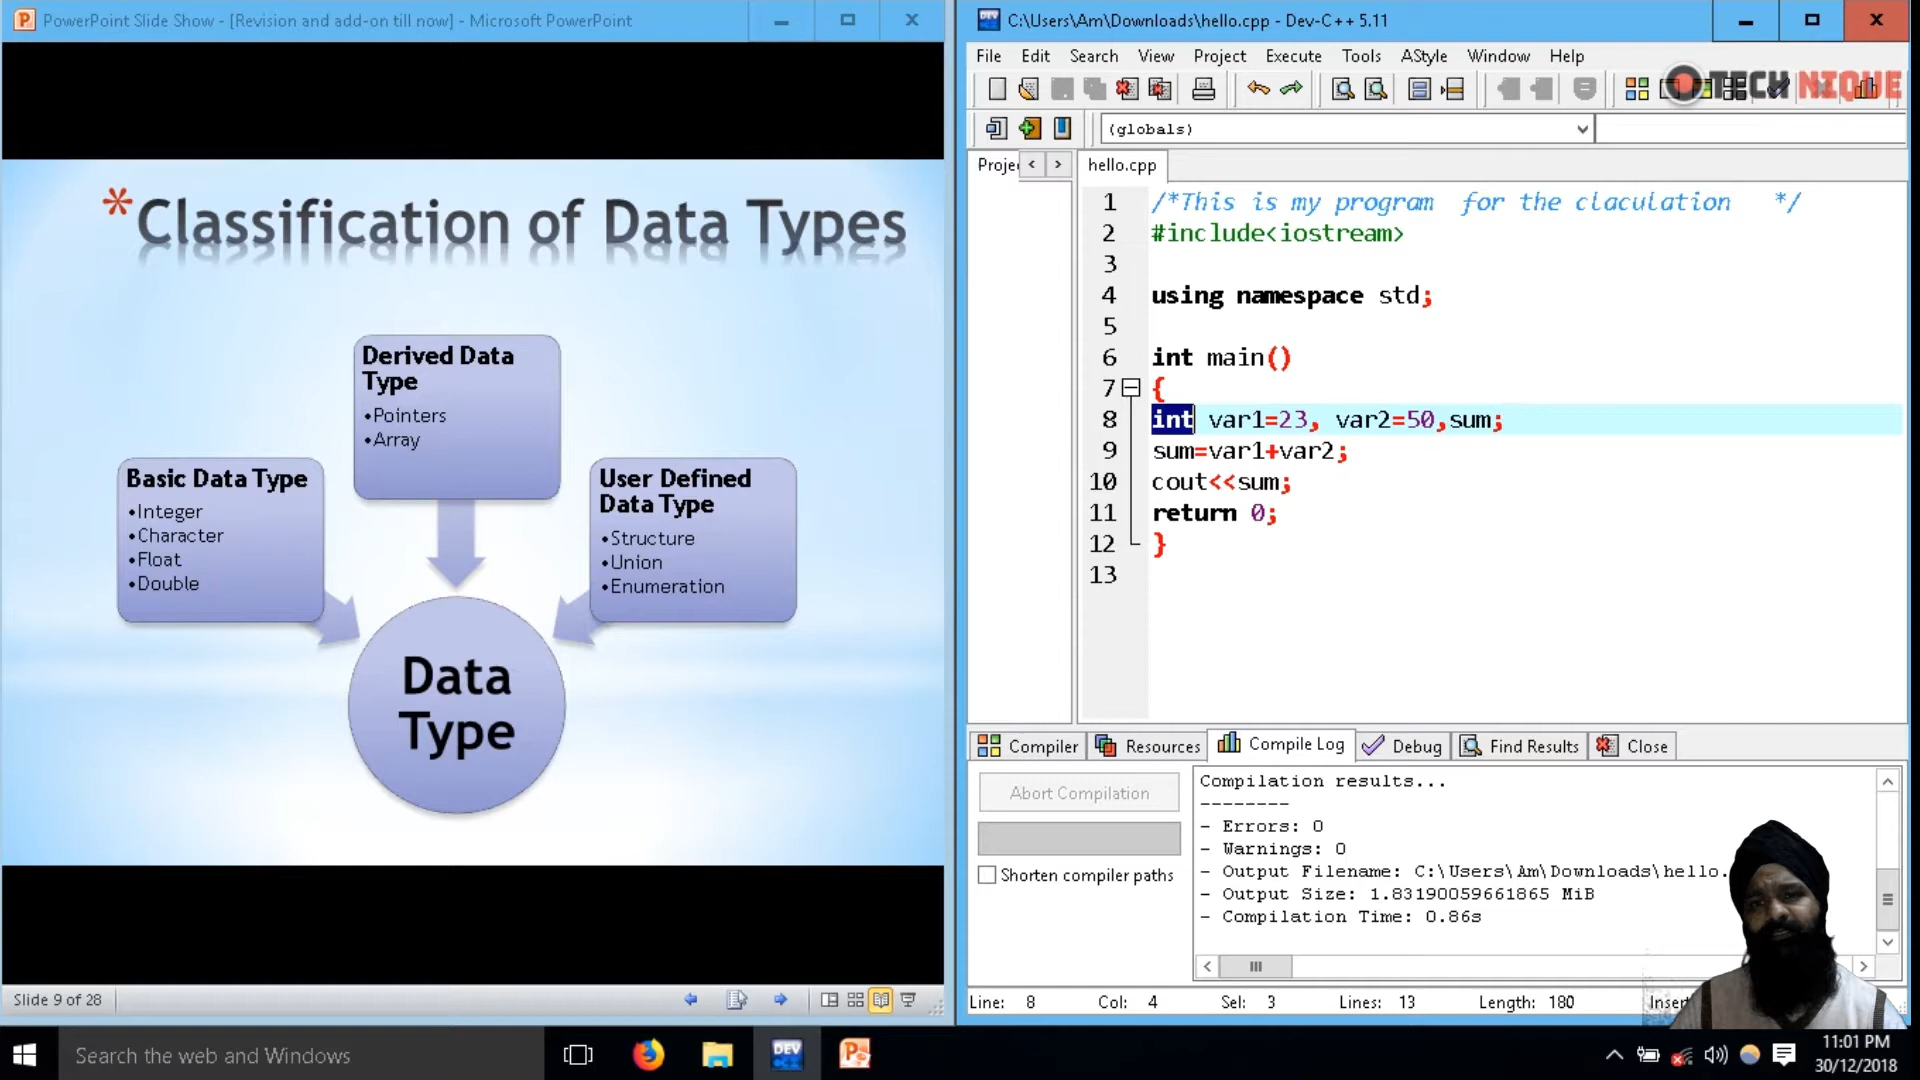 PowerPoint Slide Show - [Revision and add-on till now] - Microsoft PowerPoint
*Classification of Data Types
Derived Data
Type
•Pointers
•Array
Basic Data Type
•Integer
•Character
•Float
•Double
User Defined
Data Type
•Structure
•Union
•Enumeration
Data
Type
Slide 9 of 28
C:\Users\Am\Downloads\hello.cpp - Dev-C++ 5.11
File Edit Search View Project Execute Tools AStyle Window Help
TECH NIQUE
(globals)
Projec
hello.cpp
1 /*This is my program  for the claculation   */
2 #include<iostream>
3
4 using namespace std;
5
6 int main()
7 {
8 int var1=23, var2=50,sum;
9 sum=var1+var2;
10 cout<<sum;
11 return 0;
12 }
13
Compiler Resources Compile Log Debug Find Results Close
Abort Compilation
Shorten compiler paths
Compilation results...
--------
- Errors: 0
- Warnings: 0
- Output Filename: C:\Users\Am\Downloads\hello.
- Output Size: 1.83190059661865 MiB
- Compilation Time: 0.86s
Line: 8 Col: 4 Sel: 3 Lines: 13 Length: 180 Insert
Search the web and Windows
DEV
11:01 PM
30/12/2018